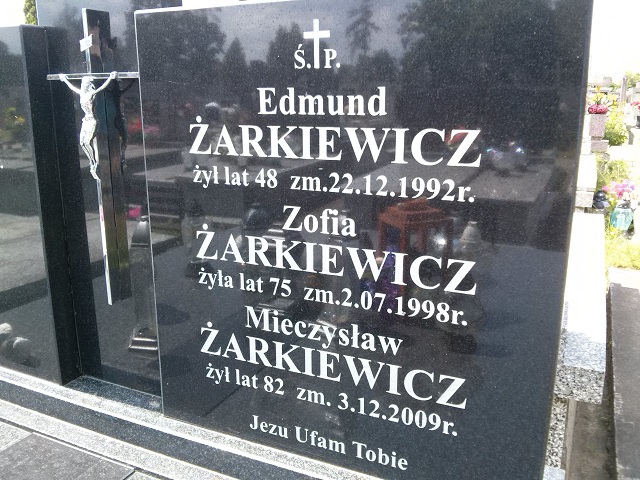 Ś.P.
Edmund
ŻARKIEWICZ
żył lat 48 zm.22.12.1992r.
Zofia
ŻARKIEWICZ
żyła lat 75 zm.2.07.1998r.
Mieczysław
ŻARKIEWICZ
żył lat 82 zm. 3.12.2009r.
Jezu Ufam Tobie